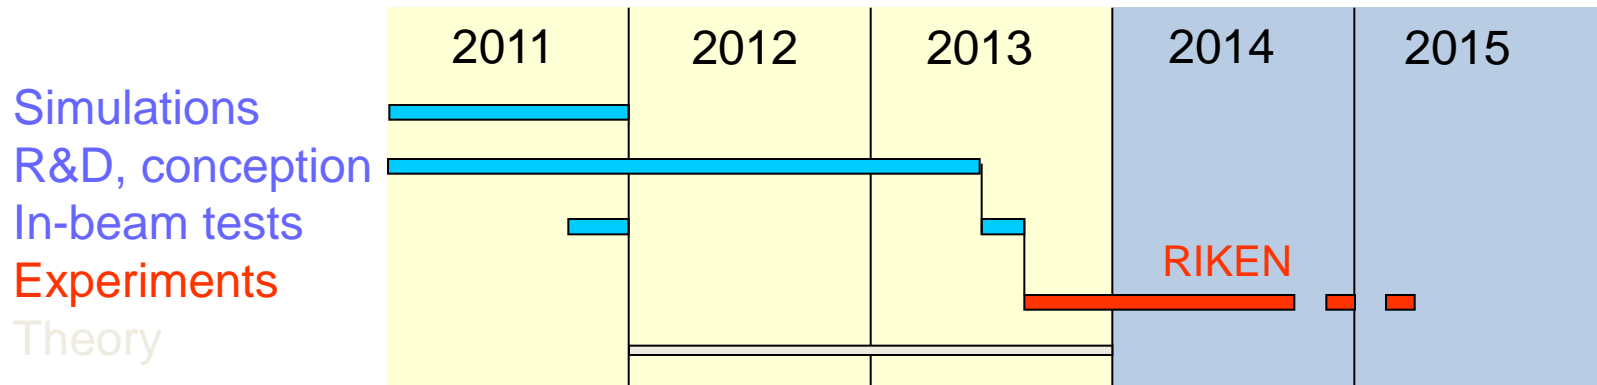 2011 2012 2013 2014 2015
Simulations
R&D, conception
In-beam tests
RIKEN
Experiments
Theory